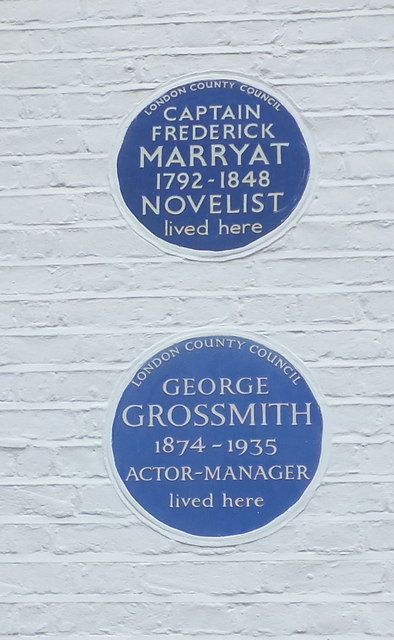 LONDON COUNTY COUNCIL
CAPTAIN
FREDERICK
MARRYAT
1792-1848
NOVELIST
lived here
LONDON COUNTY COUNCIL
GEORGE
GROSSMITH
1874-1935
ACTOR-MANAGER
lived here